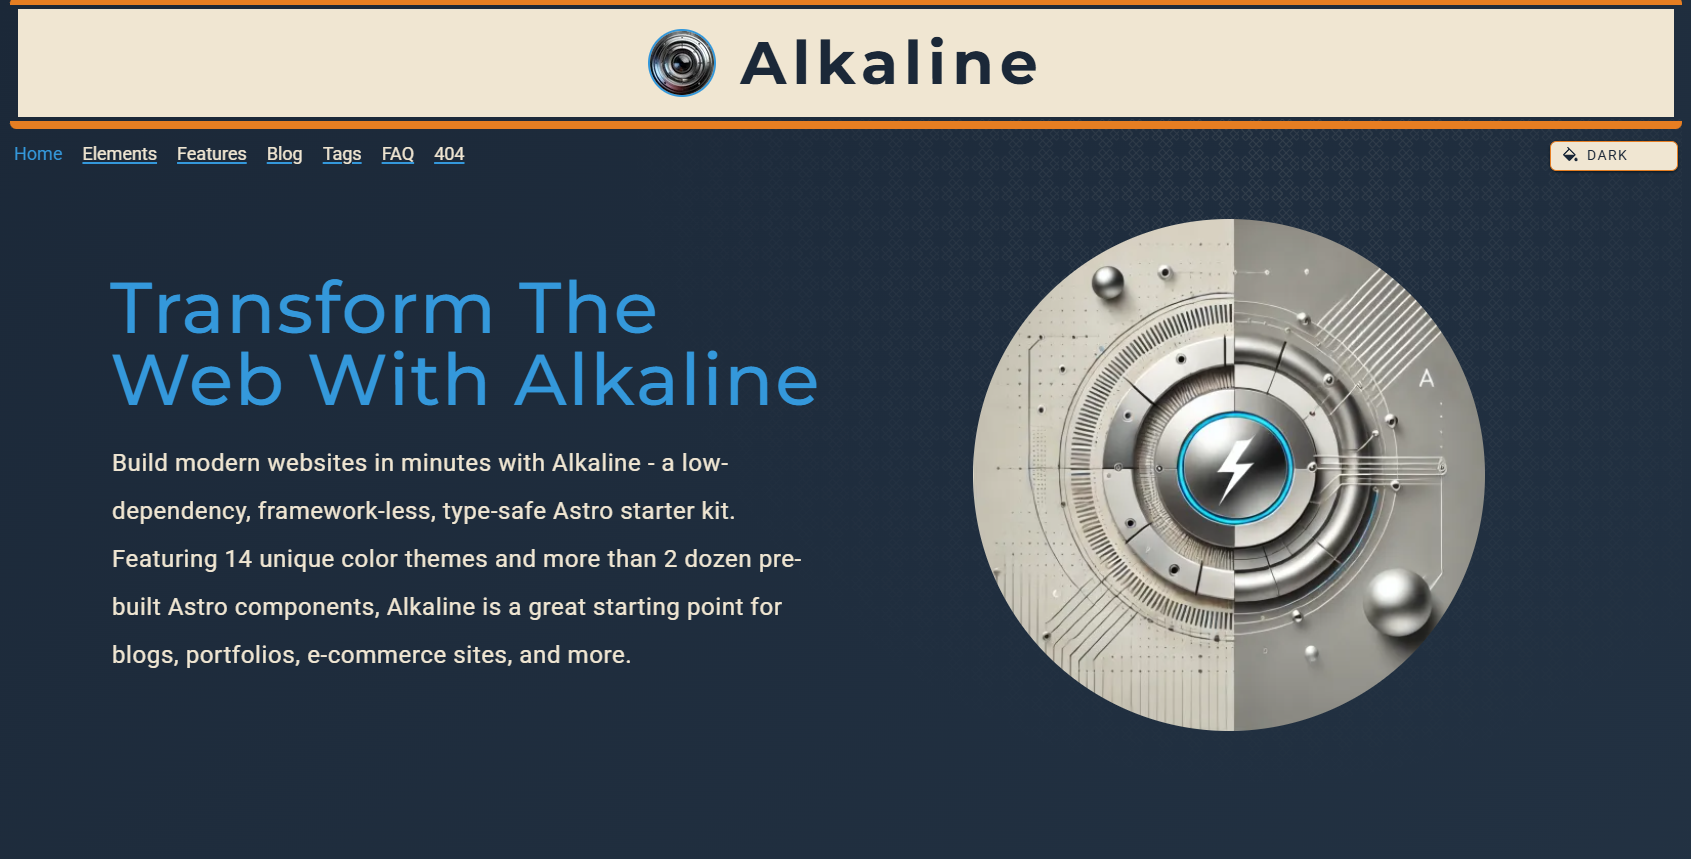 Alkaline
Home Elements Features Blog Tags FAQ 404
DARK
Transform The
Web With Alkaline
Build modern websites in minutes with Alkaline - a low-
dependency, framework-less, type-safe Astro starter kit.
Featuring 14 unique color themes and more than 2 dozen pre-
built Astro components, Alkaline is a great starting point for
blogs, portfolios, e-commerce sites, and more.
A